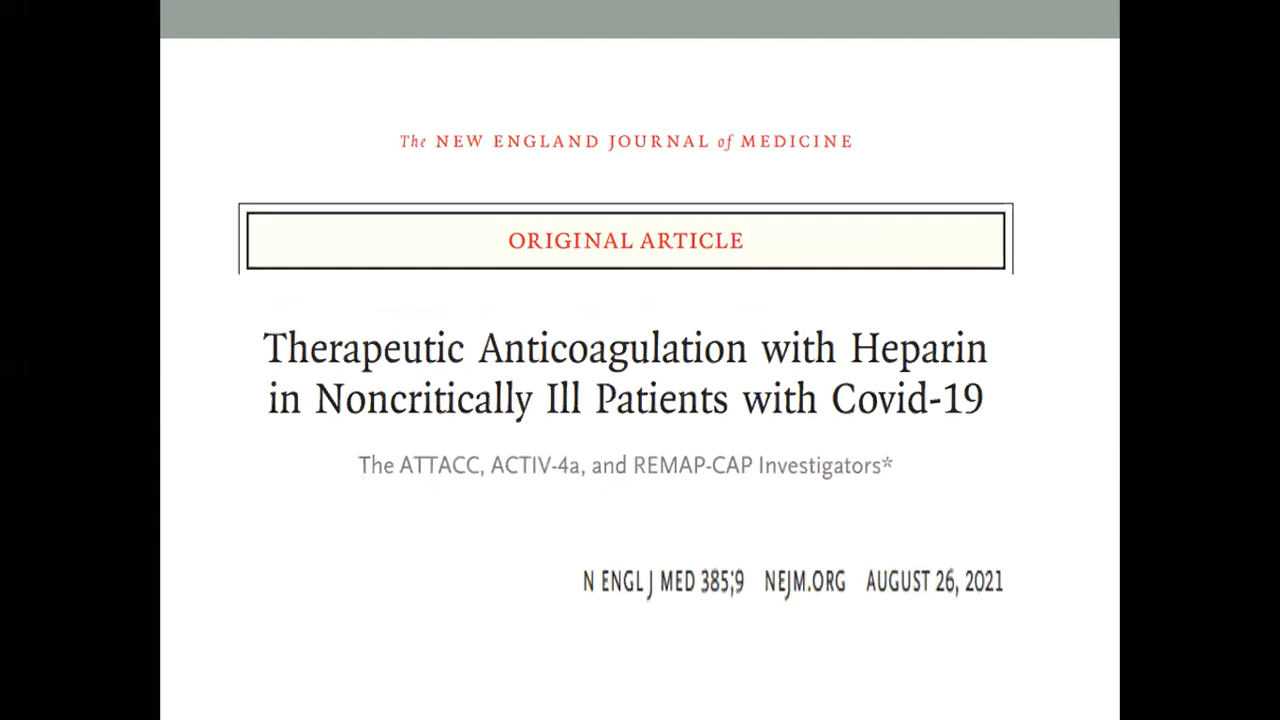 The NEW ENGLAND JOURNAL of MEDICINE
ORIGINAL ARTICLE
Therapeutic Anticoagulation with Heparin
in Noncritically Ill Patients with Covid-19
The ATTACC, ACTIV-4a, and REMAP-CAP Investigators*
N ENGL J MED 385;9 NEJM.ORG AUGUST 26, 2021